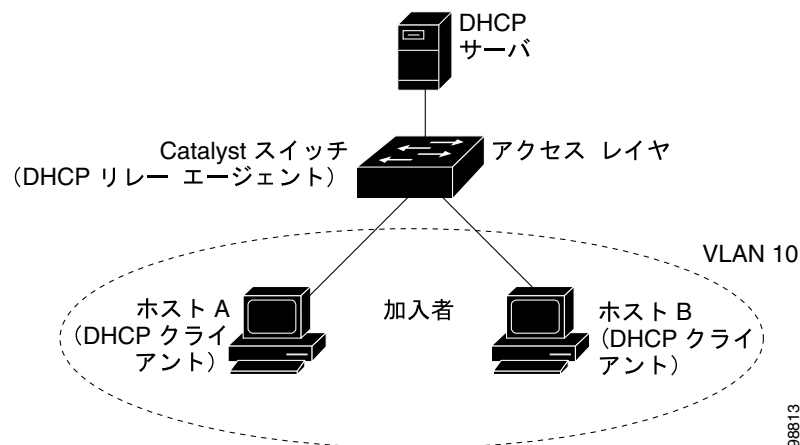 DHCP
サーバ
Catalyst スイッチ
（DHCP リレー エージェント）
アクセス レイヤ
VLAN 10
ホスト A
（DHCP クライ
アント）
加入者
ホスト B
（DHCP クライ
アント）
98813